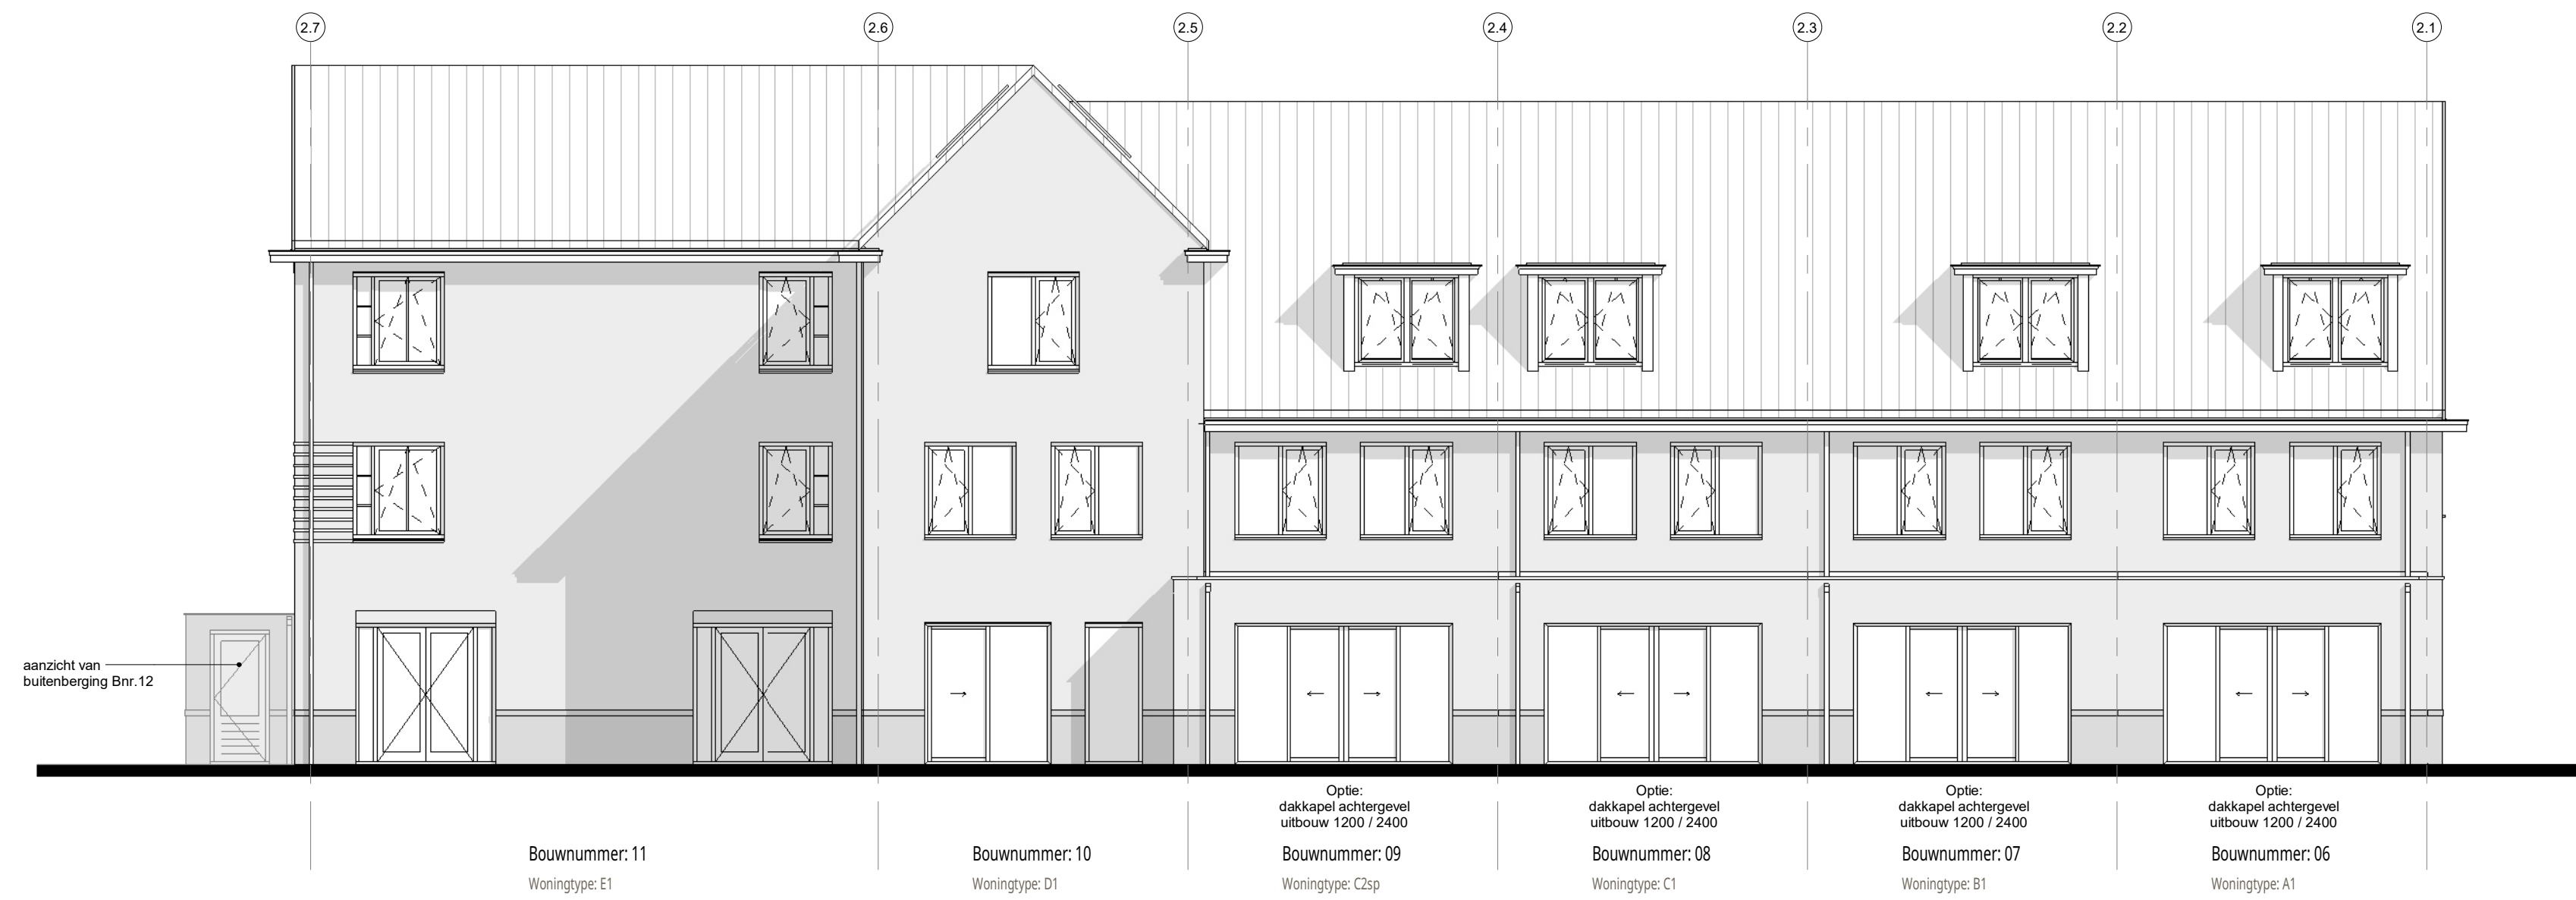 2.7
2.6
2.5
2.4
2.3
2.2
2.1
aanzicht van
buitenberging Bnr.12
Optie:
dakkapel achtergevel
uitbouw 1200 / 2400
Optie:
dakkapel achtergevel
uitbouw 1200 / 2400
Optie:
dakkapel achtergevel
uitbouw 1200 / 2400
Optie:
dakkapel achtergevel
uitbouw 1200 / 2400
Bouwnummer: 11
Woningtype: E1
Bouwnummer: 10
Woningtype: D1
Bouwnummer: 09
Woningtype: C2sp
Bouwnummer: 08
Woningtype: C1
Bouwnummer: 07
Woningtype: B1
Bouwnummer: 06
Woningtype: A1